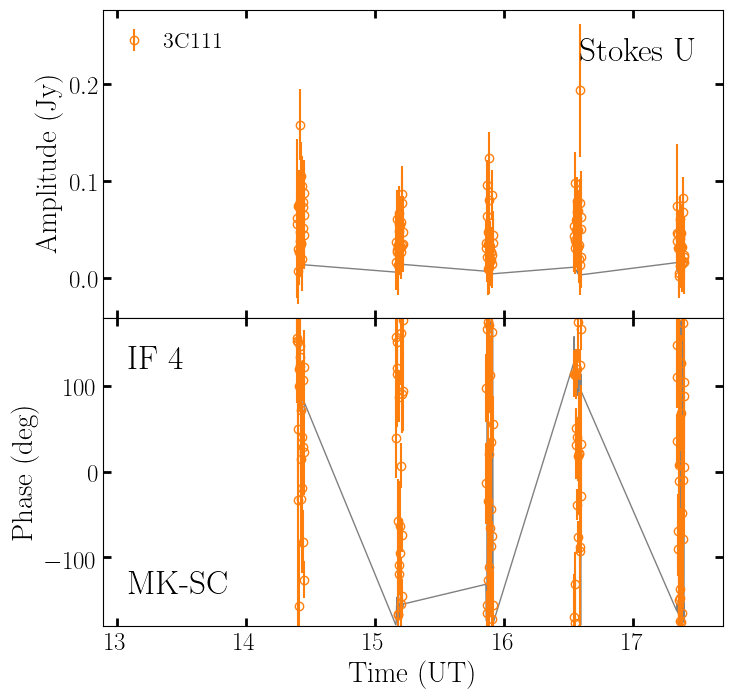 3C111
Stokes U
Amplitude (Jy)
0.2
0.1
0.0
IF 4
MK-SC
Phase (deg)
100
0
−100
13 14 15 16 17
Time (UT)